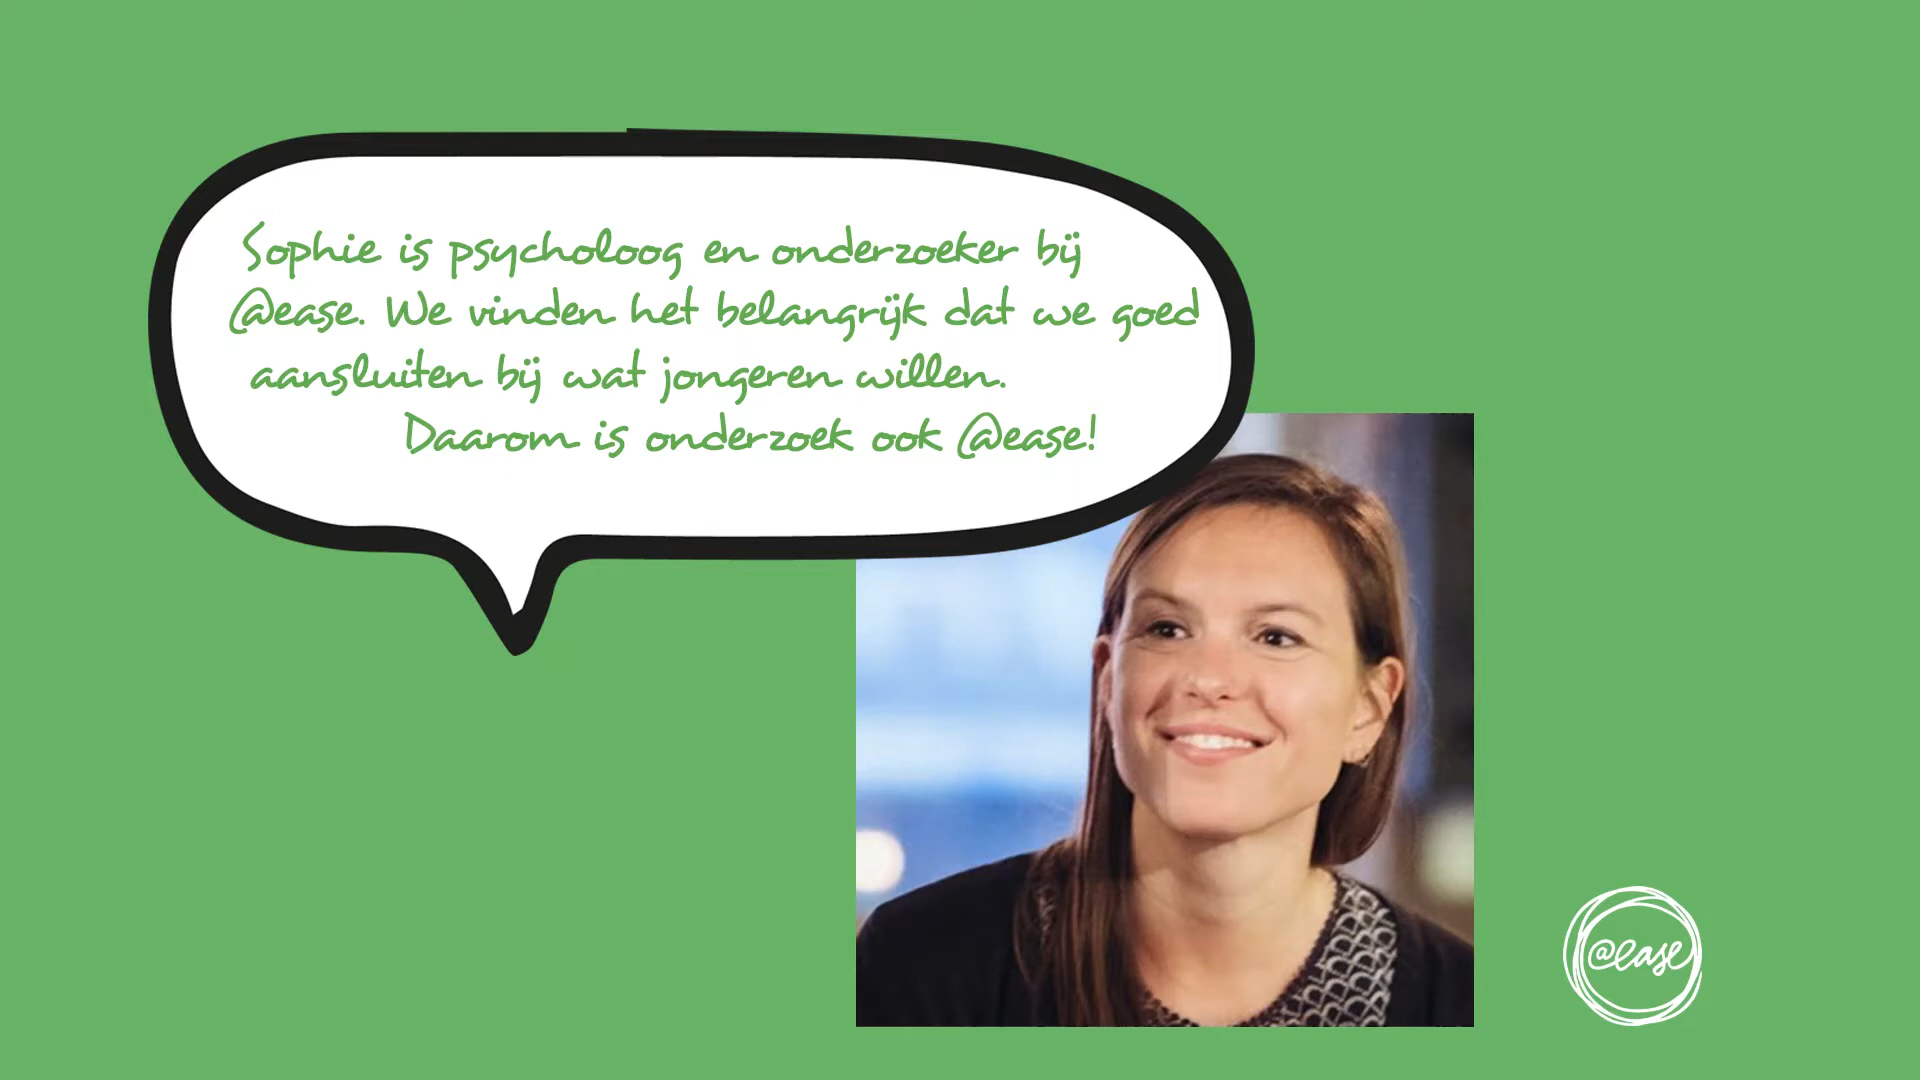 Sophie is psycholoog en onderzoeker bij
@ease. We vinden het belangrijk dat we goed
aansluiten bij wat jongeren willen.
Daarom is onderzoek ook @ease!
@ease